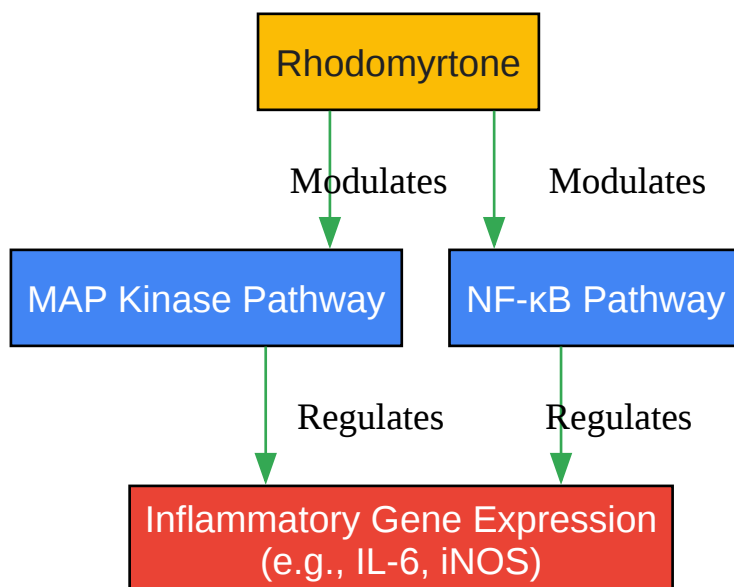 Rhodomyrtone
Modulates
Modulates
MAP Kinase Pathway
NF-κB Pathway
Regulates
Regulates
Inflammatory Gene Expression
(e.g., IL-6, iNOS)